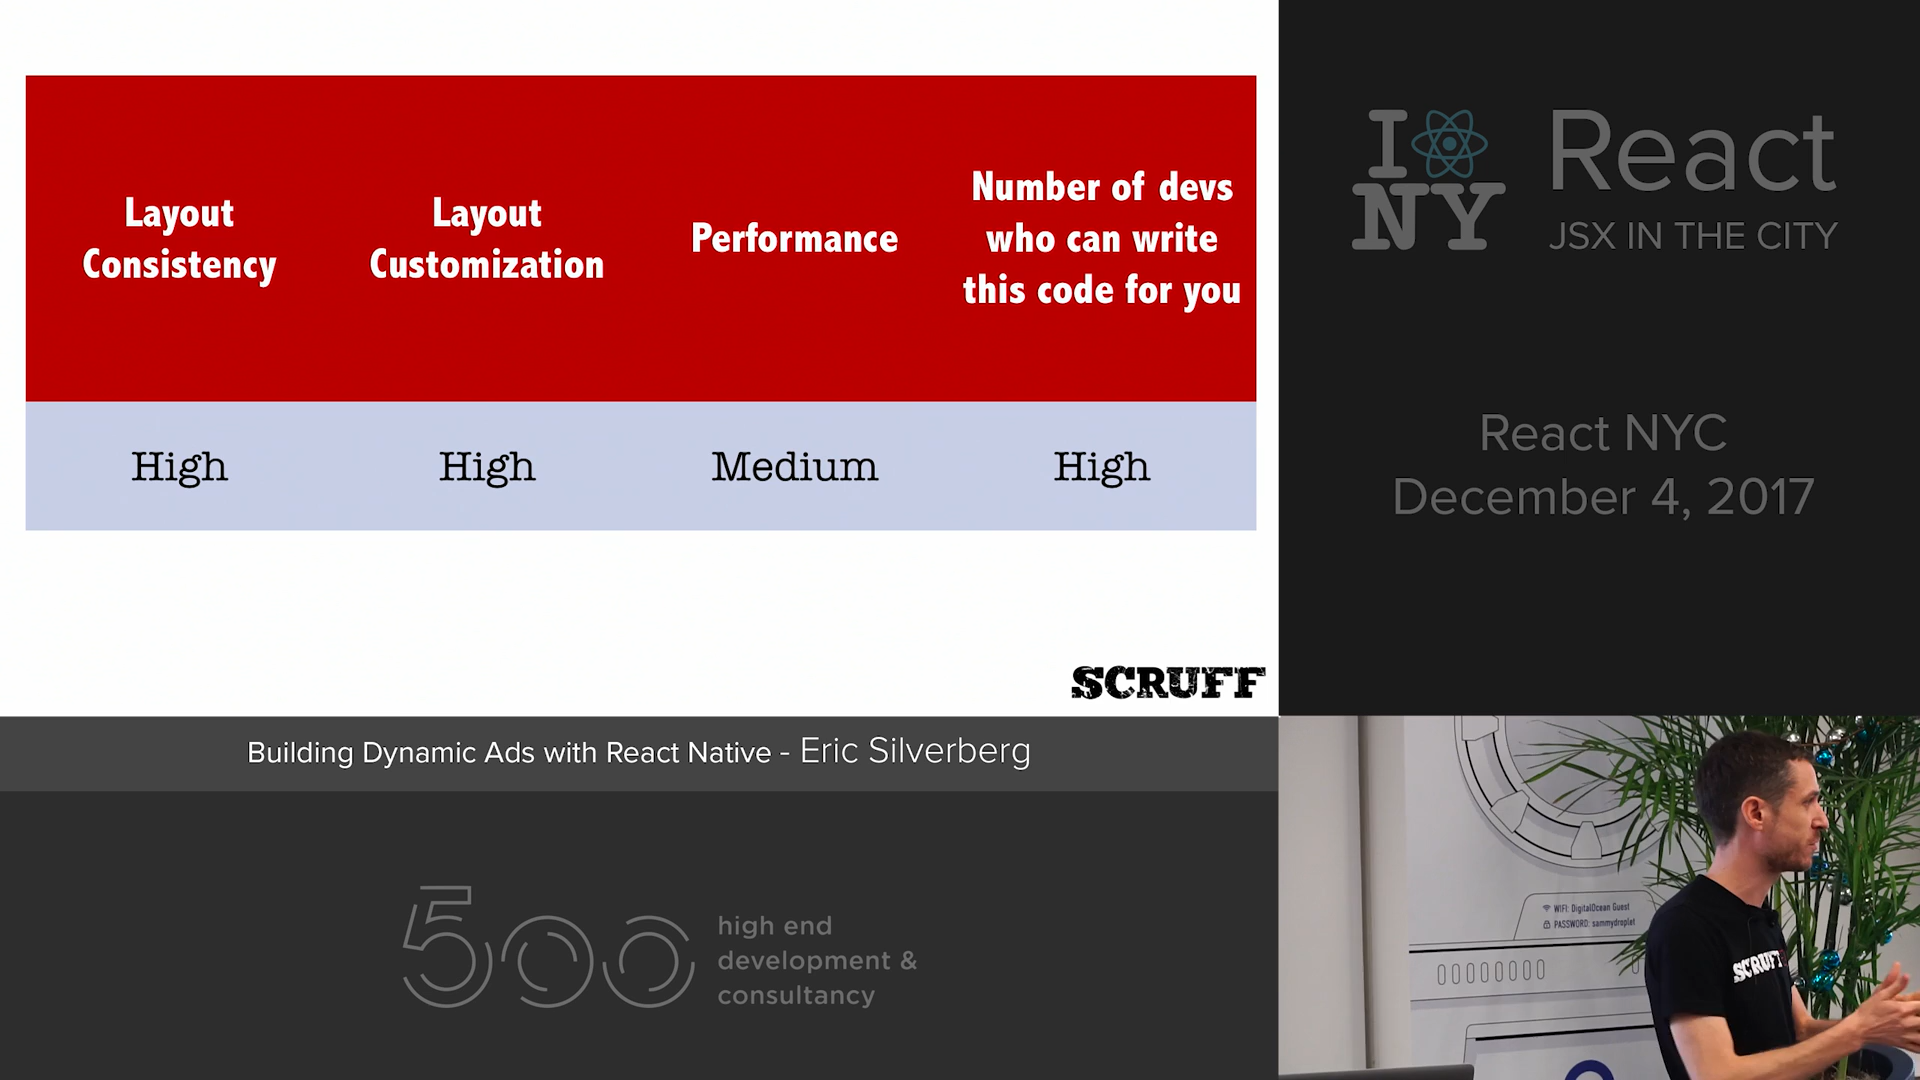 Layout
Consistency
Layout
Customization
Performance
Number of devs
who can write
this code for you
High
High
Medium
High
SCRUFF
I NY
React
JSX IN THE CITY
React NYC
December 4, 2017
Building Dynamic Ads with React Native - Eric Silverberg
500
high end
development &
consultancy
WIFI: DigitalOcean Guest
PASSWORD: sammydroplet
SCRUFF